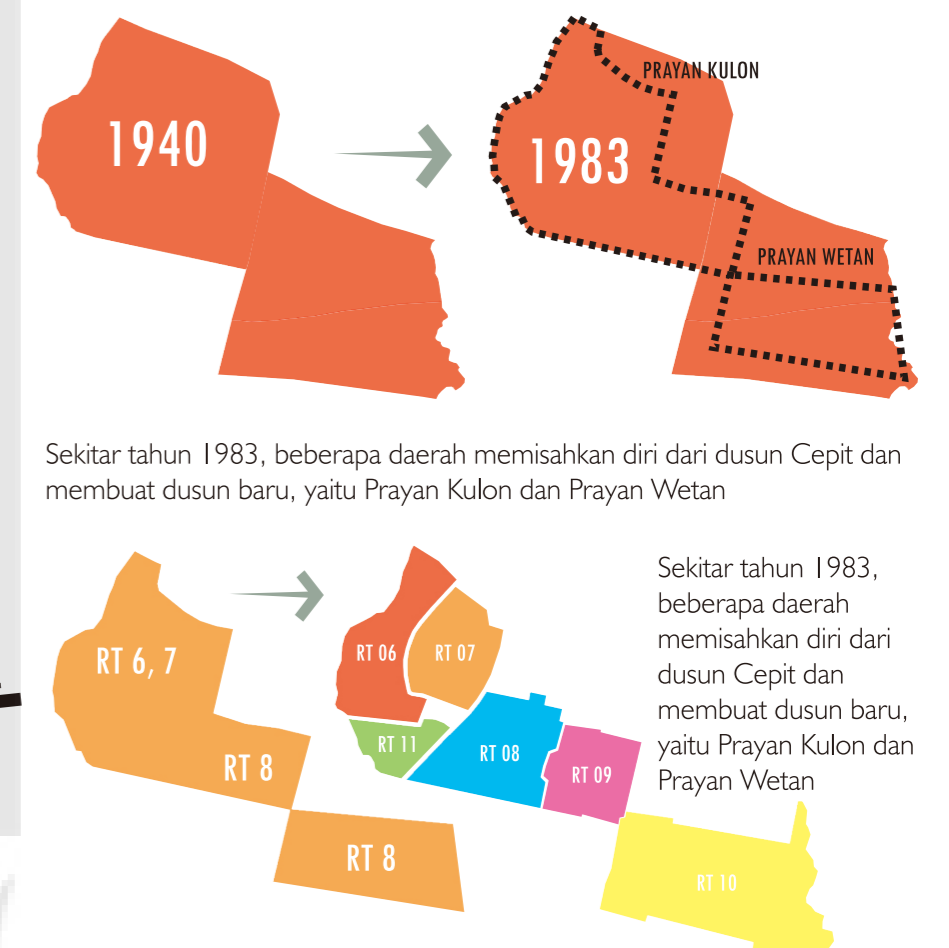 1940
PRAYAN KULON
1983
PRAYAN WETAN
Sekitar tahun 1983, beberapa daerah memisahkan diri dari dusun Cepit dan
membuat dusun baru, yaitu Prayan Kulon dan Prayan Wetan
RT 6, 7
RT 8
RT 8
RT 06
RT 07
RT 11
RT 08
RT 09
RT 10
Sekitar tahun 1983,
beberapa daerah
memisahkan diri dari
dusun Cepit dan
membuat dusun baru,
yaitu Prayan Kulon dan
Prayan Wetan